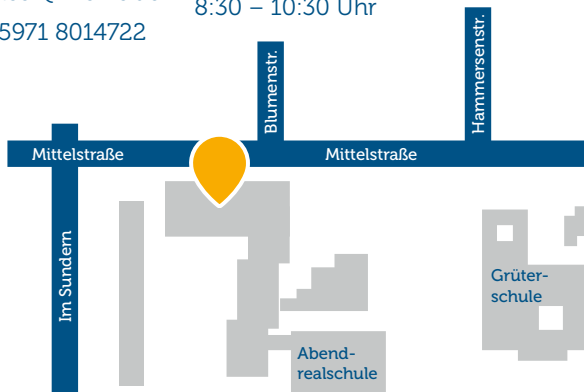 5971 8014722
8:30 – 10:30 Uhr
Blumenstr.
Hammersenstr.
Mittelstraße
Mittelstraße
Im Sundern
Grüter-
schule
Abend-
realschule